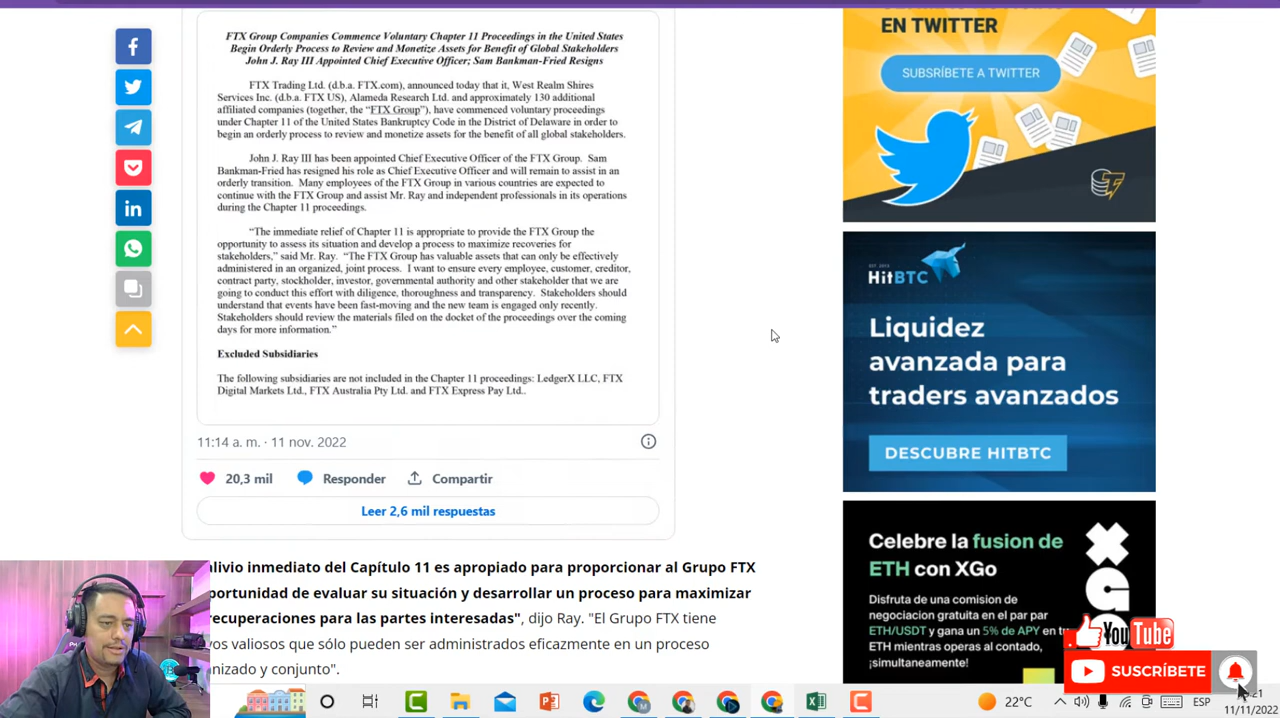 FTX Group Companies Commence Voluntary Chapter 11 Proceedings in the United States
Begin Orderly Process to Review and Monetize Assets for Benefit of Global Stakeholders
John J. Ray III Appointed Chief Executive Officer; Sam Bankman-Fried Resigns
FTX Trading Ltd. (d.b.a. FTX.com), announced today that it, West Realm Shires
Services Inc. (d.b.a. FTX US), Alameda Research Ltd. and approximately 130 additional
affiliated companies (together, the “FTX Group”), have commenced voluntary proceedings
under Chapter 11 of the United States Bankruptcy Code in the District of Delaware in order to
begin an orderly process to review and monetize assets for the benefit of all global stakeholders.
John J. Ray III has been appointed Chief Executive Officer of the FTX Group. Sam
Bankman-Fried has resigned his role as Chief Executive Officer and will remain to assist in an
orderly transition. Many employees of the FTX Group in various countries are expected to
continue with the FTX Group and assist Mr. Ray and independent professionals in its operations
during the Chapter 11 proceedings.
“The immediate relief of Chapter 11 is appropriate to provide the FTX Group the
opportunity to assess its situation and develop a process to maximize recoveries for
stakeholders,” said Mr. Ray. “The FTX Group has valuable assets that can only be effectively
administered in an organized, joint process. I want to ensure every employee, customer, creditor,
contract party, stockholder, investor, governmental authority and other stakeholder that we are
going to conduct this effort with diligence, thoroughness and transparency. Stakeholders should
understand that events have been fast-moving and the new team is engaged only recently.
Stakeholders should review the materials filed on the docket of the proceedings over the coming
days for more information.”
Excluded Subsidiaries
The following subsidiaries are not included in the Chapter 11 proceedings: LedgerX LLC, FTX
Digital Markets Ltd., FTX Australia Pty Ltd. and FTX Express Pay Ltd..
11:14 a. m. · 11 nov. 2022
20,3 mil Responder Compartir
Leer 2,6 mil respuestas
livio inmediato del Capítulo 11 es apropiado para proporcionar al Grupo FTX
portunidad de evaluar su situación y desarrollar un proceso para maximizar
recuperaciones para las partes interesadas", dijo Ray. "El Grupo FTX tiene
vos valiosos que sólo pueden ser administrados eficazmente en un proceso
nizado y conjunto".
EN TWITTER
SUBSRÍBETE A TWITTER
HitBTC
Liquidez
avanzada para
traders avanzados
DESCUBRE HITBTC
Celebre la fusion de
ETH con XGo
Disfruta de una comision de
negociacion gratuita en el par par
ETH/USDT y gana un 5% de APY en tu
ETH mientras operas al contado,
¡simultaneamente!
YouTube
SUSCRÍBETE
22°C
ESP
11/11/2022